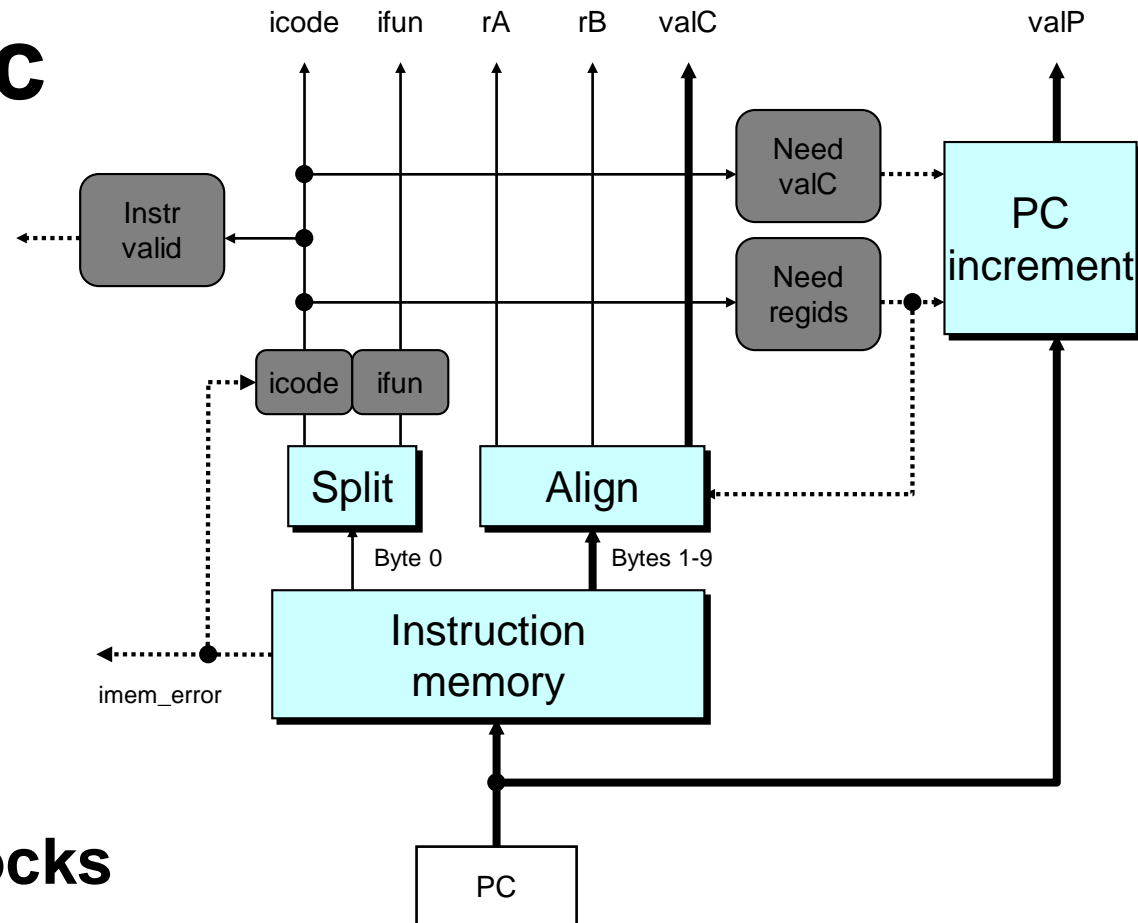 icode ifun rA rB valC valP
c
Need
valC
Instr
valid
PC
increment
Need
regids
icode ifun
Split
Align
Byte 0
Bytes 1-9
Instruction
memory
imem_error
ocks
PC